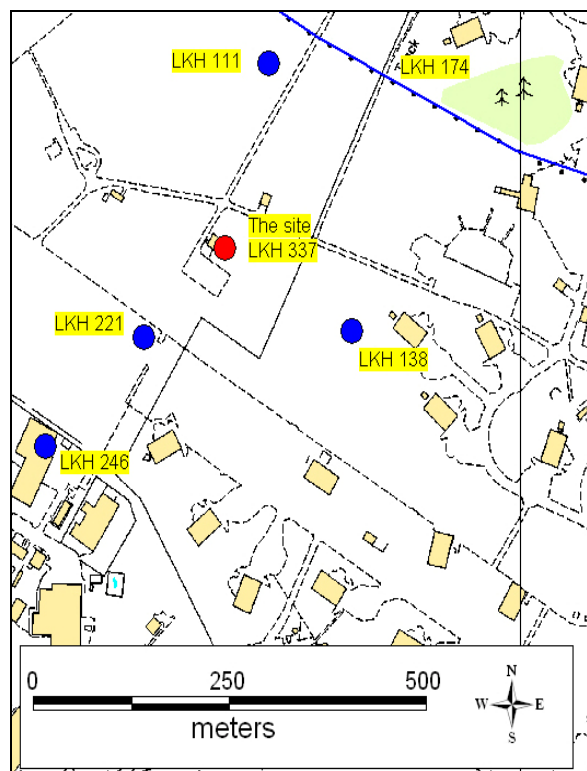 LKH 111
LKH 174
The site
LKH 337
LKH 221
LKH 138
LKH 246
0 250 500
meters
N
W E
S